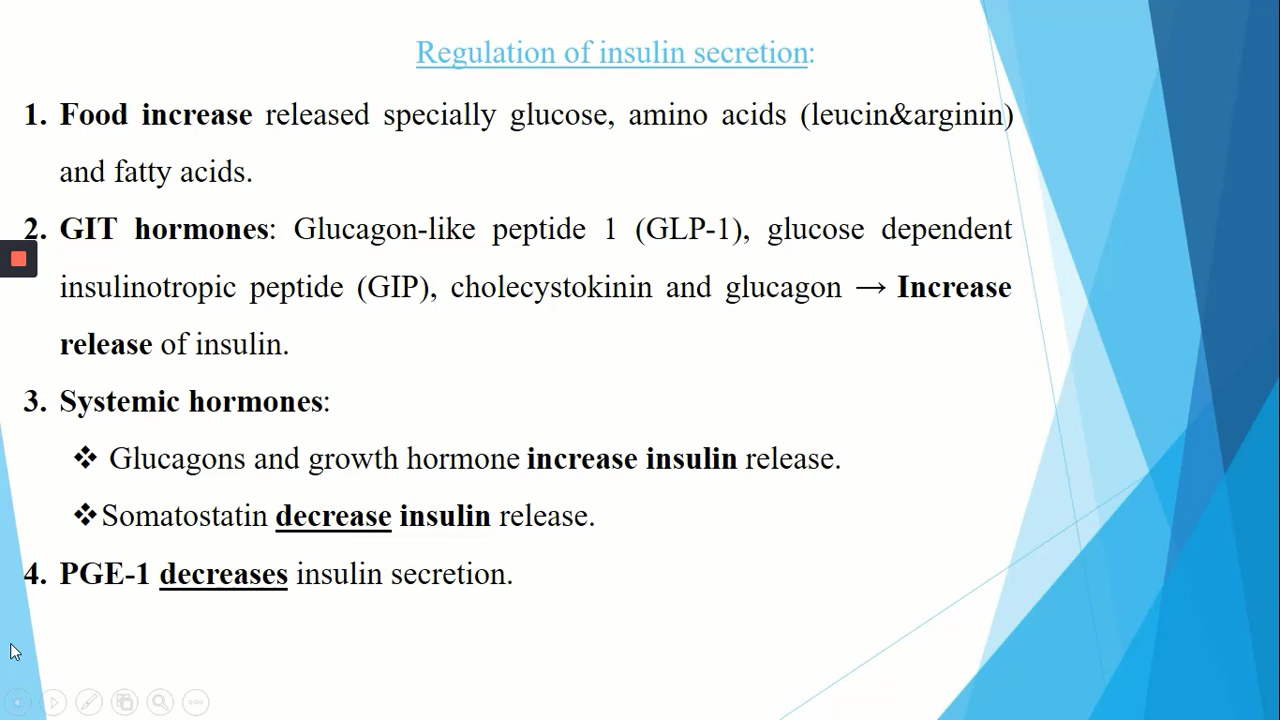 Regulation of insulin secretion:
1. Food increase released specially glucose, amino acids (leucin&arginin)
and fatty acids.
2. GIT hormones: Glucagon-like peptide 1 (GLP-1), glucose dependent
insulinotropic peptide (GIP), cholecystokinin and glucagon → Increase
release of insulin.
3. Systemic hormones:
❖ Glucagons and growth hormone increase insulin release.
❖Somatostatin decrease insulin release.
4. PGE-1 decreases insulin secretion.